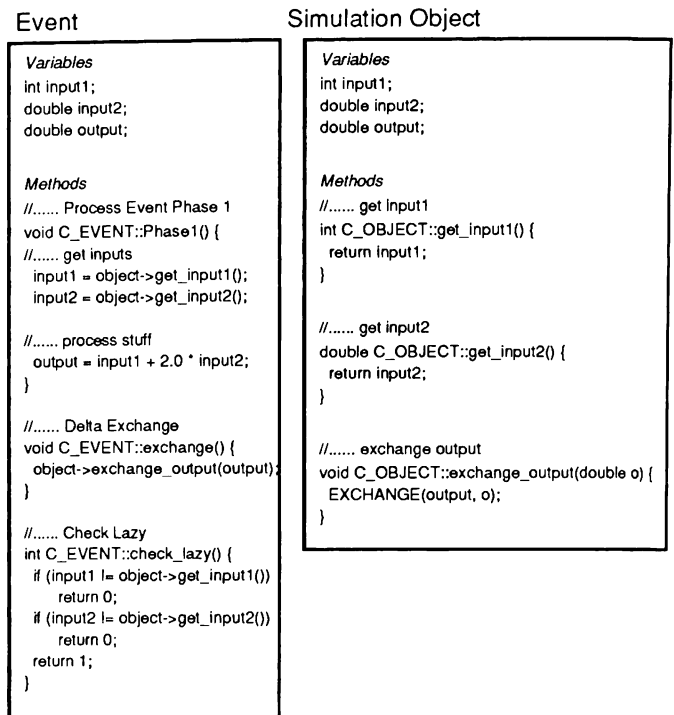 Event
Variables
int input1;
double input2;
double output;
Methods
//...... Process Event Phase 1
void C_EVENT::Phase1() {
//...... get inputs
input1 = object->get_input1();
input2 = object->get_input2();
//...... process stuff
output = input1 + 2.0 * input2;
}
//...... Delta Exchange
void C_EVENT::exchange() {
object->exchange_output(output);
}
//...... Check Lazy
int C_EVENT::check_lazy() {
if (input1 != object->get_input1())
return 0;
if (input2 != object->get_input2())
return 0;
return 1;
}
Simulation Object
Variables
int input1;
double input2;
double output;
Methods
//...... get input1
int C_OBJECT::get_input1() {
return input1;
}
//...... get input2
double C_OBJECT::get_input2() {
return input2;
}
//...... exchange output
void C_OBJECT::exchange_output(double o) {
EXCHANGE(output, o);
}